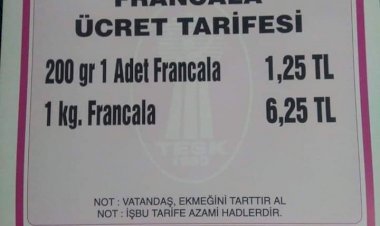 FRANCALA
ÜCRET TARİFESİ
200 gr 1 Adet Francala 1,25 TL
1 kg. Francala 6,25 TL
TESK
NOT : VATANDAŞ, EKMEĞİNİ TARTTIR AL
NOT : İŞBU TARİFE AZAMİ HADLERDİR.